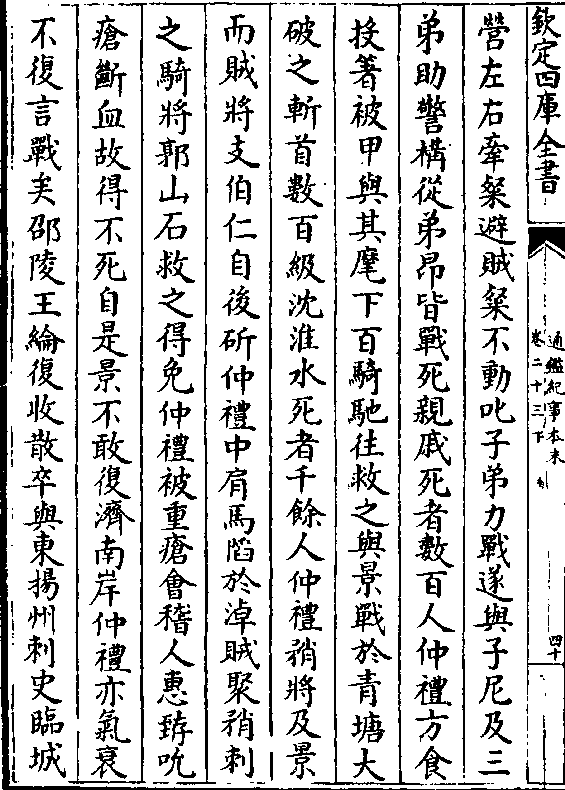 欽定四庫全書
通鑑紀事本末
卷二十三下
四十
營左右牽粲避賊粲不動叱子弟力戰遂與子尼及三
弟助警構從弟昂皆戰死親戚死者數百人仲禮方食
投箸被甲與其麾下百騎馳往救之與景戰於青塘大
破之斬首數百級沈淮水死者千餘人仲禮矟將及景
而賊將支伯仁自後斫仲禮中肩馬陷於淖賊聚矟刺
之騎將郭山石救之得免仲禮被重瘡會稽人惠臶吮
瘡斷血故得不死自是景不敢復濟南岸仲禮亦氣衰
不復言戰矣邵陵王綸復收散卒與東揚州刺史臨城